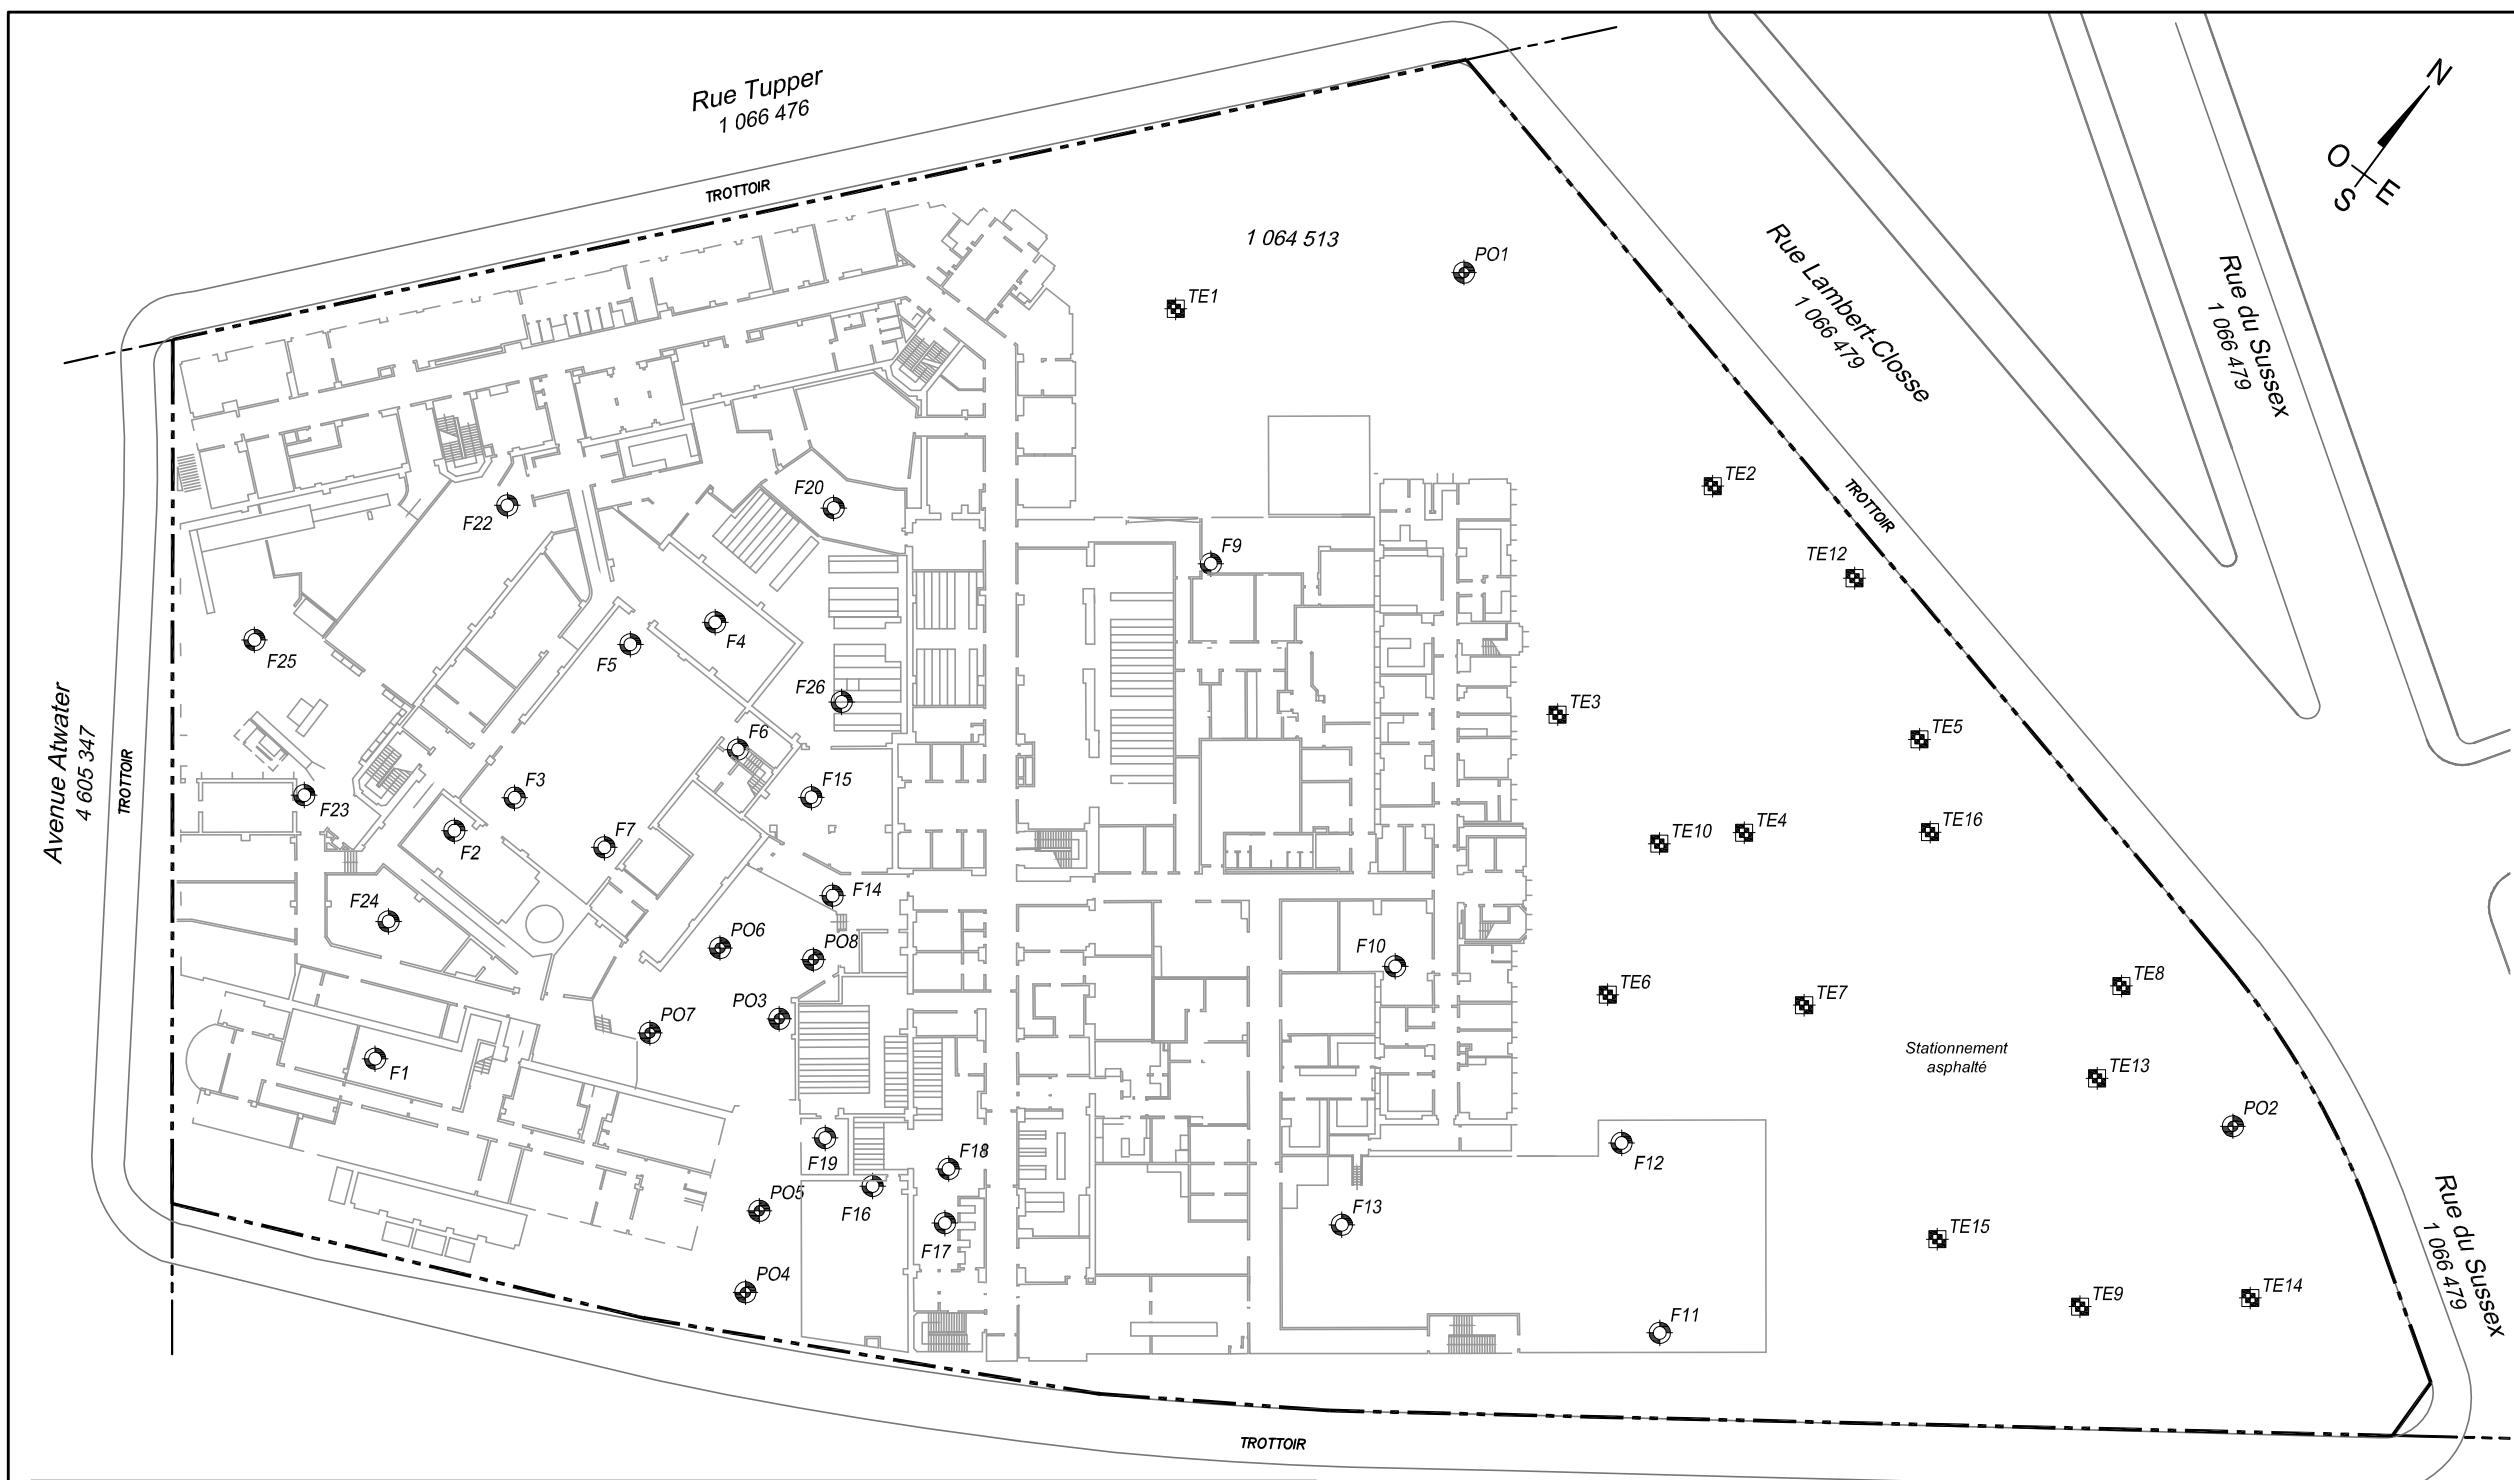 Rue Tupper
1 066 476
TROTTOIR
N
O
E
S
1 064 513
PO1
TE1
Rue Lambert-Closse
1 066 479
Rue du Sussex
1 066 479
TROTTOIR
TE2
TE12
F20
F22
F9
F4
F5
F25
F26
TE3
TE5
F6
Avenue Atwater
4 605 347
TROTTOIR
F3
F15
F23
F2
F7
TE10
TE4
TE16
F14
F24
PO6
PO8
F10
TE6
TE7
TE8
PO3
PO7
F1
Stationnement
asphalté
TE13
PO2
F19
F18
F12
PO5
F16
F13
F17
TE15
Rue du Sussex
1 066 479
PO4
TE9
TE14
F11
TROTTOIR